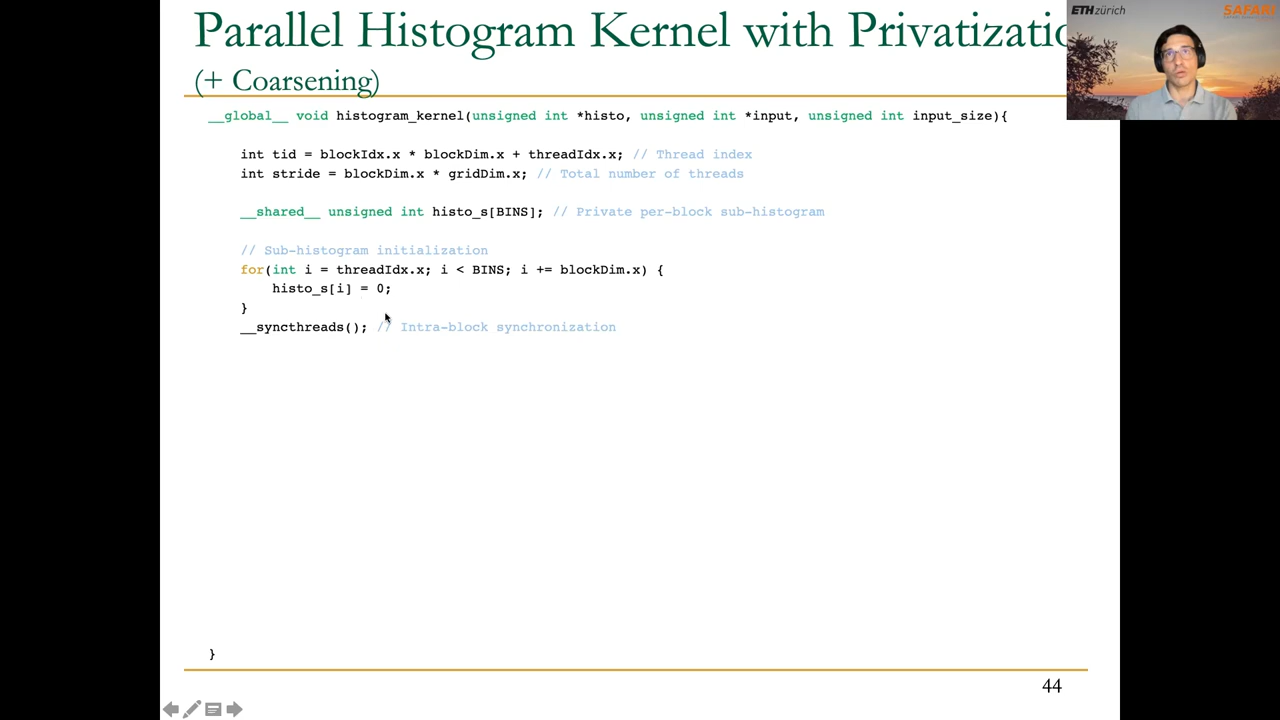 Parallel Histogram Kernel with Privatizatio
(+ Coarsening)
ETHzürich
SAFARI
__global__ void histogram_kernel(unsigned int *histo, unsigned int *input, unsigned int input_size){
int tid = blockIdx.x * blockDim.x + threadIdx.x; // Thread index
int stride = blockDim.x * gridDim.x; // Total number of threads
__shared__ unsigned int histo_s[BINS]; // Private per-block sub-histogram
// Sub-histogram initialization
for(int i = threadIdx.x; i < BINS; i += blockDim.x) {
histo_s[i] = 0;
}
__syncthreads(); // Intra-block synchronization
}
44